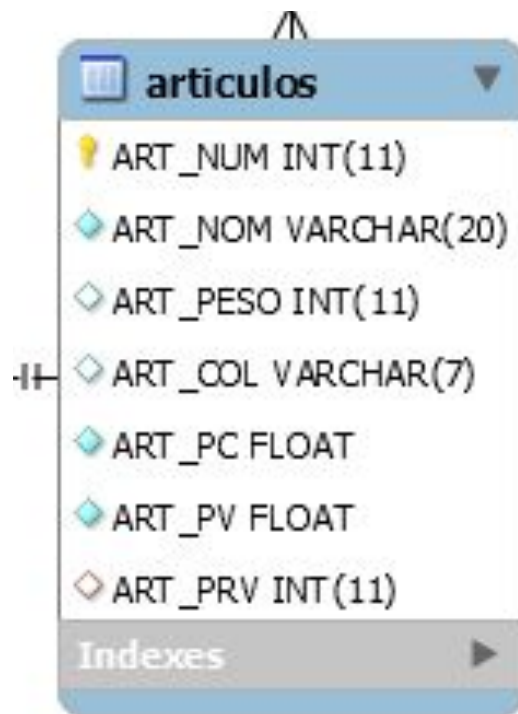 articulos
ART_NUM INT(11)
ART_NOM VARCHAR(20)
ART_PESO INT(11)
ART_COL VARCHAR(7)
ART_PC FLOAT
ART_PV FLOAT
ART_PRV INT(11)
Indexes